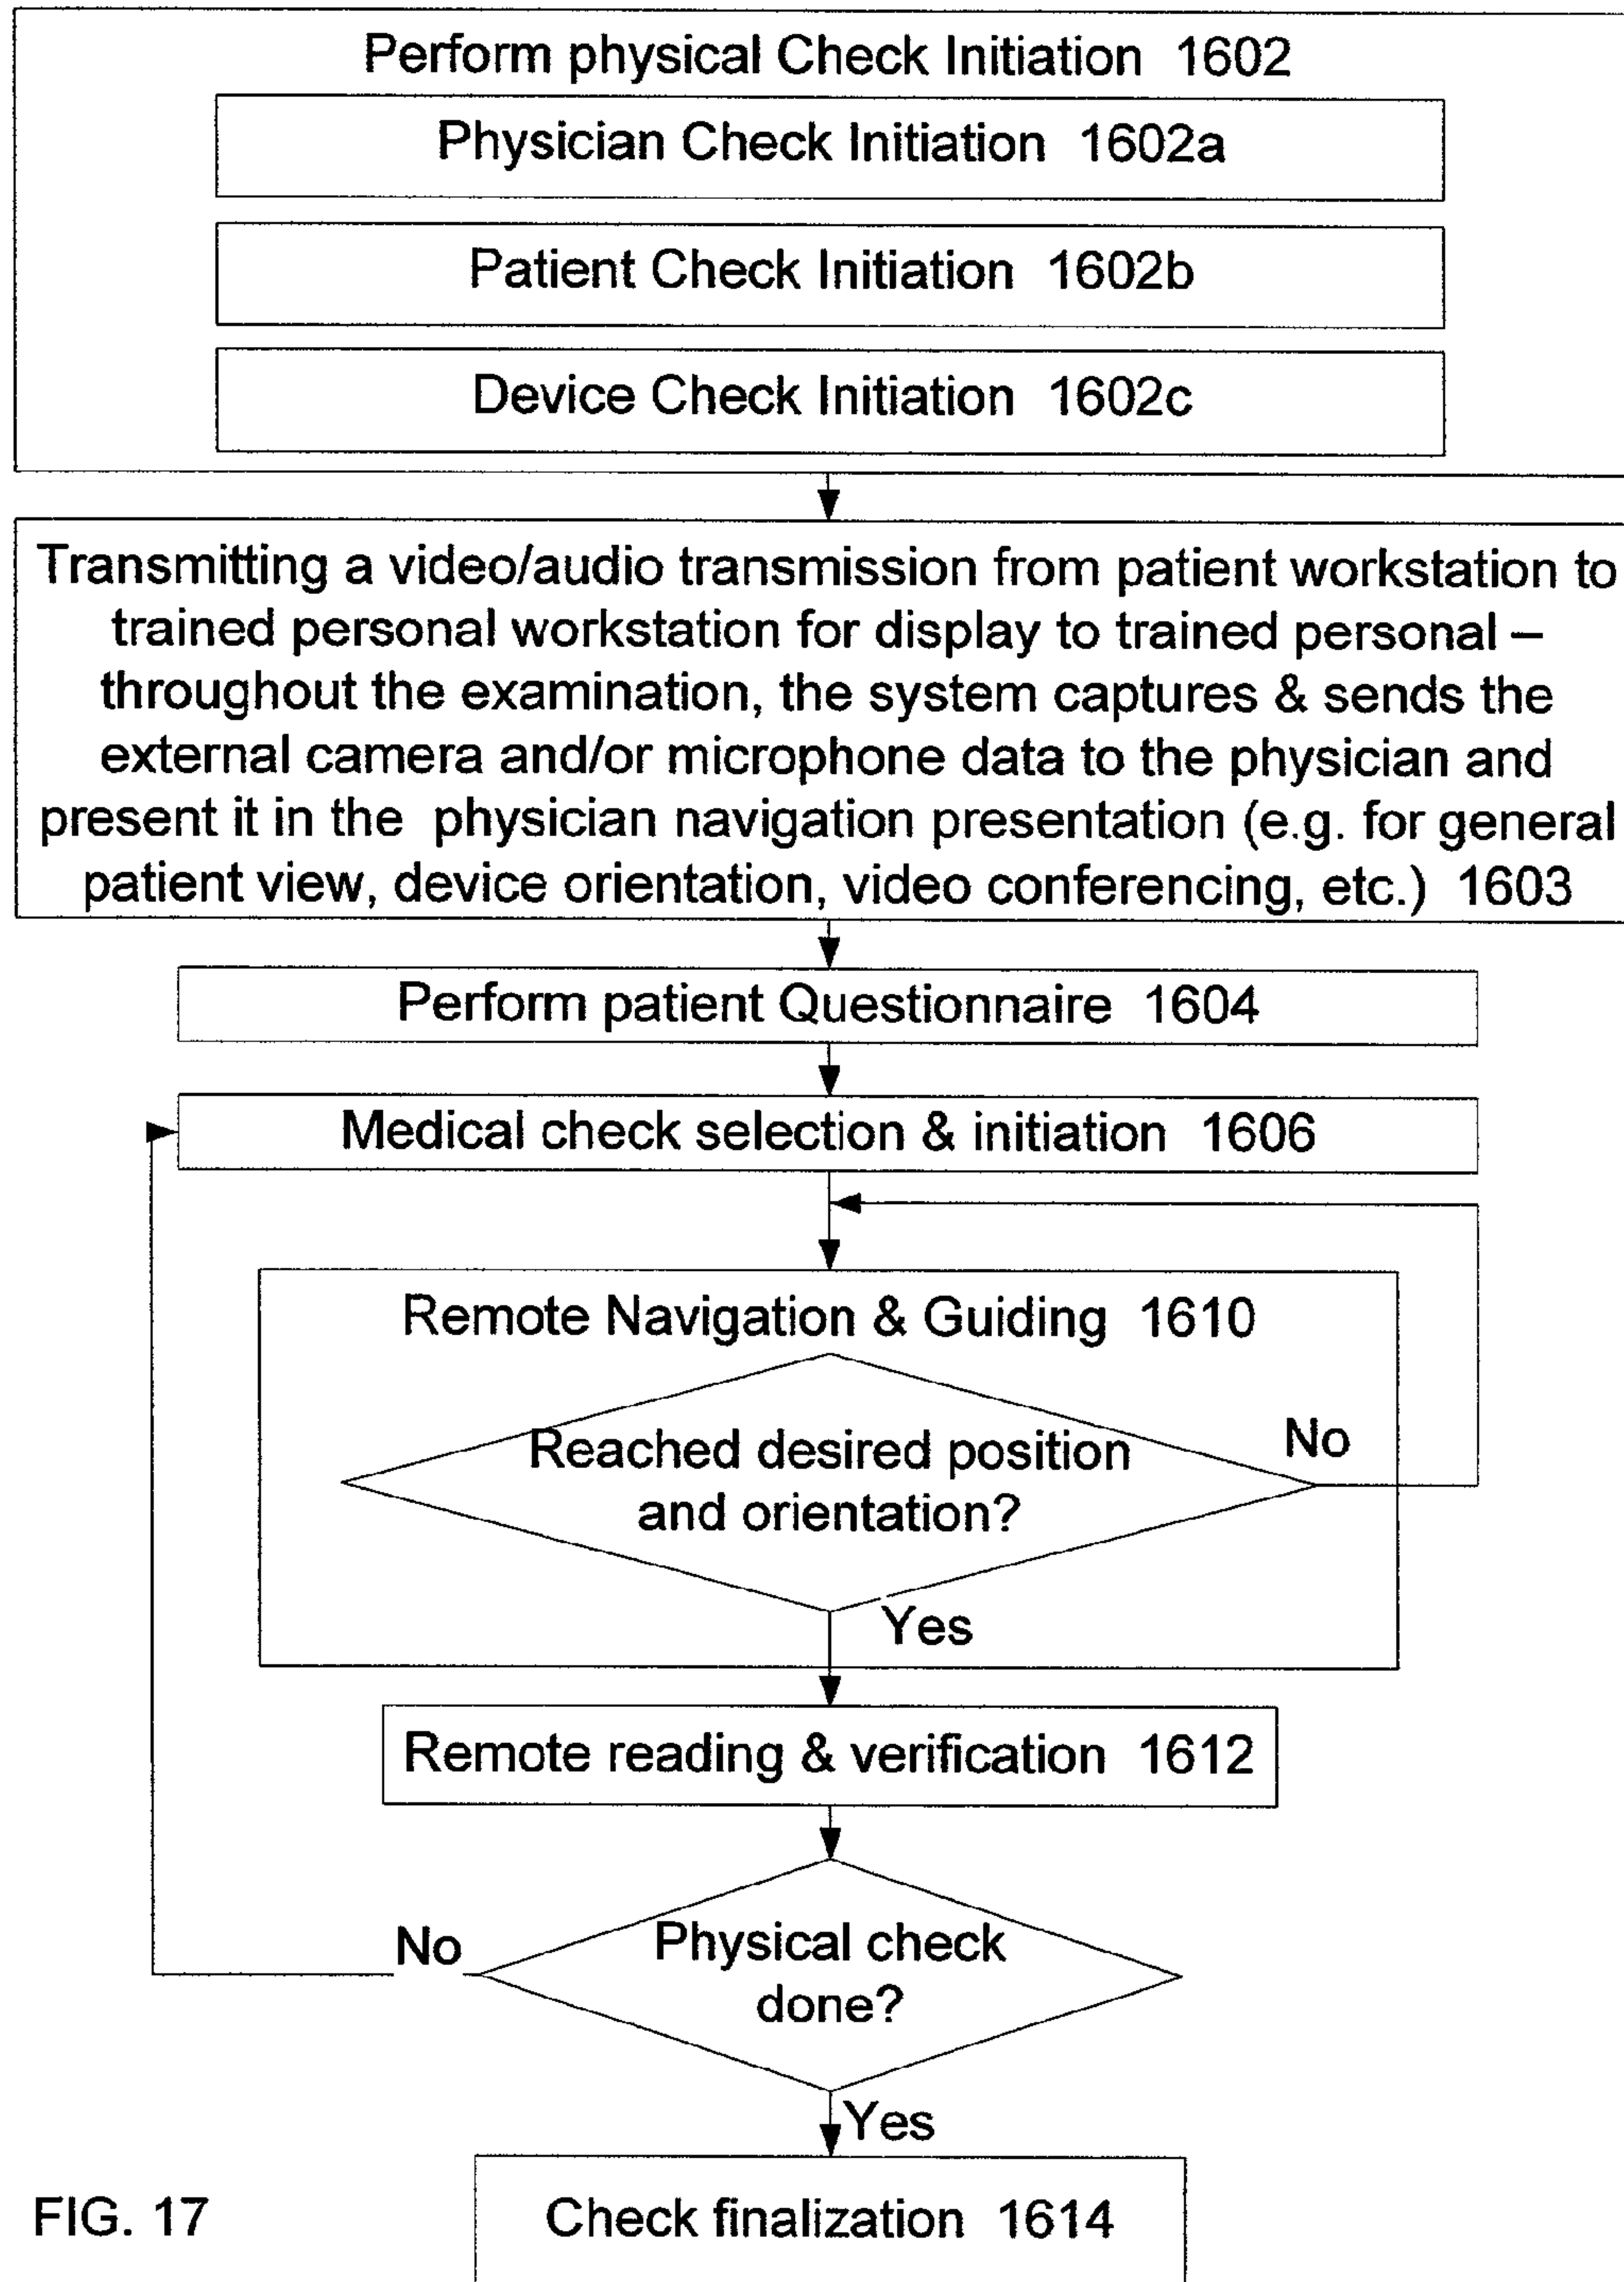 Perform physical Check Initiation 1602
Physician Check Initiation 1602a
Patient Check Initiation 1602b
Device Check Initiation 1602c
Transmitting a video/audio transmission from patient workstation to
trained personal workstation for display to trained personal –
throughout the examination, the system captures & sends the
external camera and/or microphone data to the physician and
present it in the physician navigation presentation (e.g. for general
patient view, device orientation, video conferencing, etc.) 1603
Perform patient Questionnaire 1604
Medical check selection & initiation 1606
Remote Navigation & Guiding 1610
Reached desired position
and orientation?
No
Yes
Remote reading & verification 1612
Physical check
done?
No
Yes
Check finalization 1614
FIG. 17